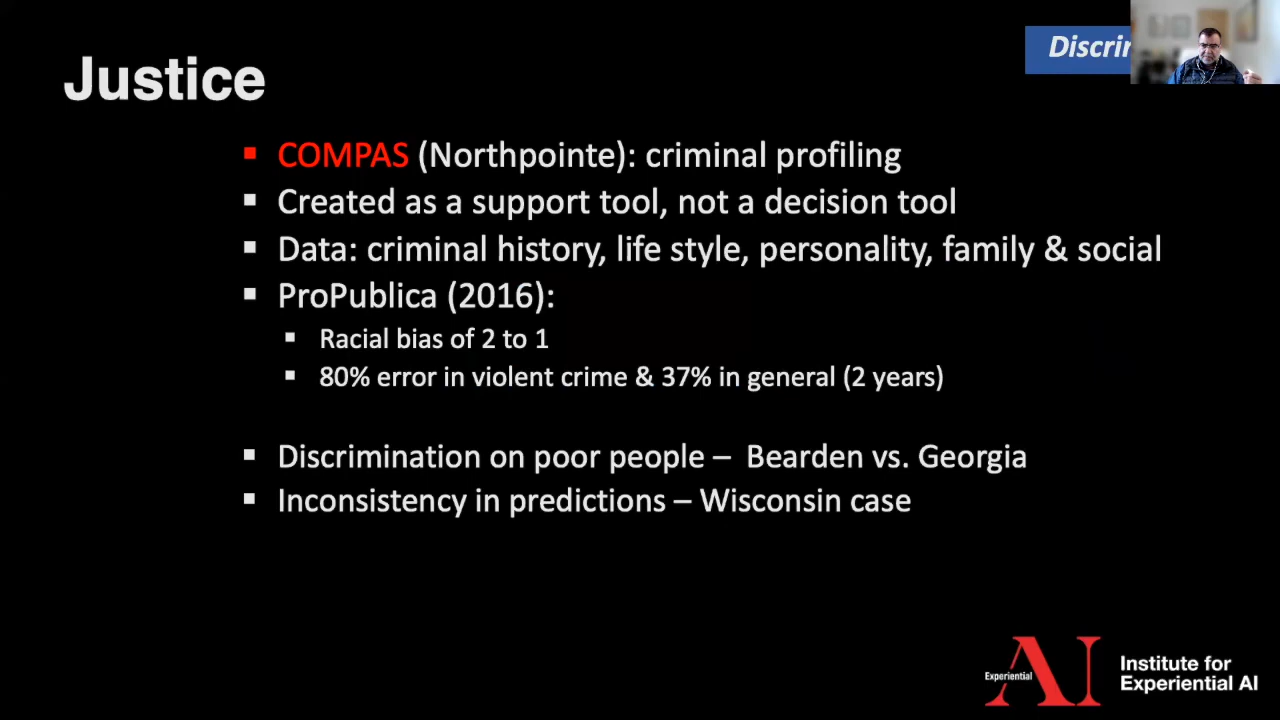 Justice
▪ COMPAS (Northpointe): criminal profiling
▪ Created as a support tool, not a decision tool
▪ Data: criminal history, life style, personality, family & social
▪ ProPublica (2016):
▪ Racial bias of 2 to 1
▪ 80% error in violent crime & 37% in general (2 years)
▪ Discrimination on poor people – Bearden vs. Georgia
▪ Inconsistency in predictions – Wisconsin case
Experiential AI
Institute for
Experiential AI